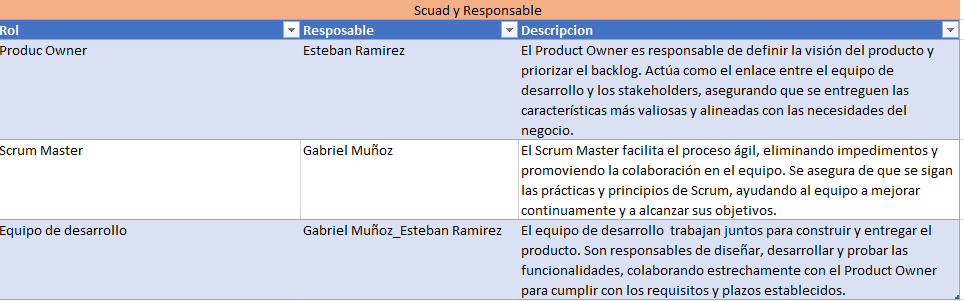 Scuad y Responsable
Rol Resposable Descripcion
Produc Owner Esteban Ramirez El Product Owner es responsable de definir la visión del producto y
priorizar el backlog. Actúa como el enlace entre el equipo de
desarrollo y los stakeholders, asegurando que se entreguen las
características más valiosas y alineadas con las necesidades del
negocio.
Scrum Master Gabriel Muñoz El Scrum Master facilita el proceso ágil, eliminando impedimentos y
promoviendo la colaboración en el equipo. Se asegura de que se sigan
las prácticas y principios de Scrum, ayudando al equipo a mejorar
continuamente y a alcanzar sus objetivos.
Equipo de desarrollo Gabriel Muñoz_Esteban Ramirez El equipo de desarrollo  trabajan juntos para construir y entregar el
producto. Son responsables de diseñar, desarrollar y probar las
funcionalidades, colaborando estrechamente con el Product Owner
para cumplir con los requisitos y plazos establecidos.